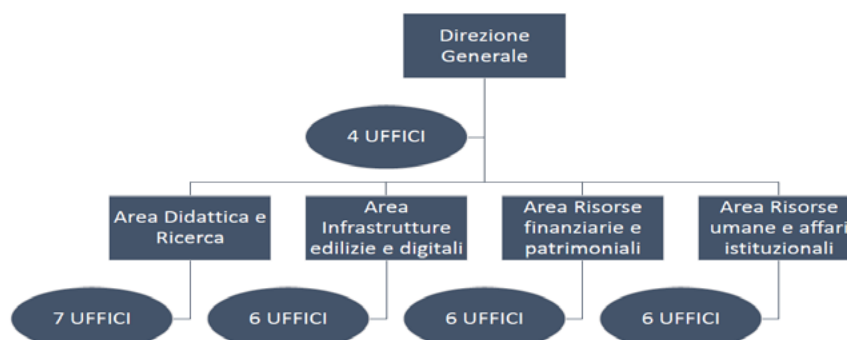 Direzione
Generale
4 UFFICI
Area Didattica e
Ricerca
Area
Infrastrutture
edilizie e digitali
Area Risorse
finanziarie e
patrimoniali
Area Risorse
umane e affari
istituzionali
7 UFFICI
6 UFFICI
6 UFFICI
6 UFFICI